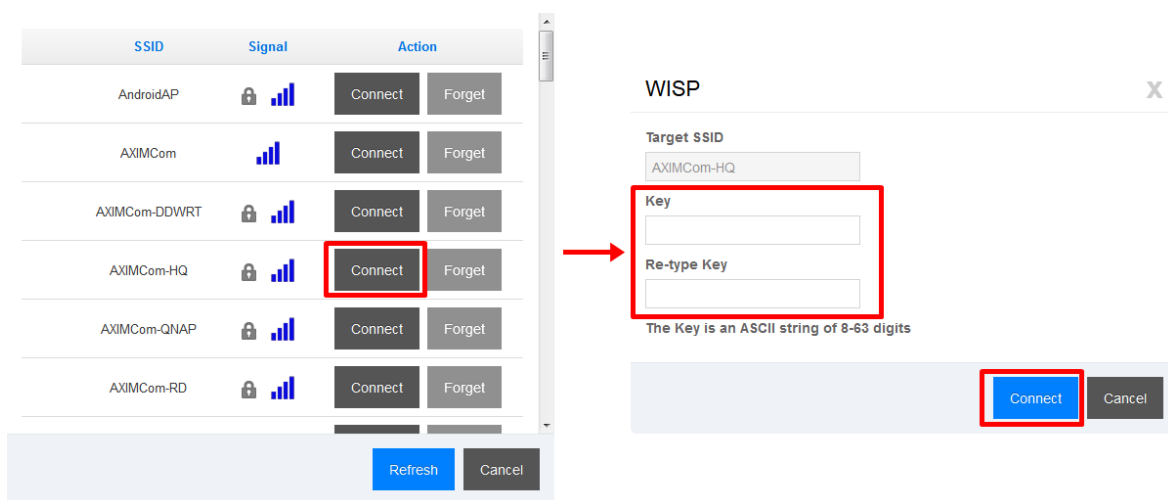 SSID Signal Action
AndroidAP Connect Forget
AXIMCom Connect Forget
AXIMCom-DDWRT Connect Forget
AXIMCom-HQ Connect Forget
AXIMCom-QNAP Connect Forget
AXIMCom-RD Connect Forget
Refresh Cancel
WISP X
Target SSID
AXIMCom-HQ
Key
Re-type Key
The Key is an ASCII string of 8-63 digits
Connect Cancel